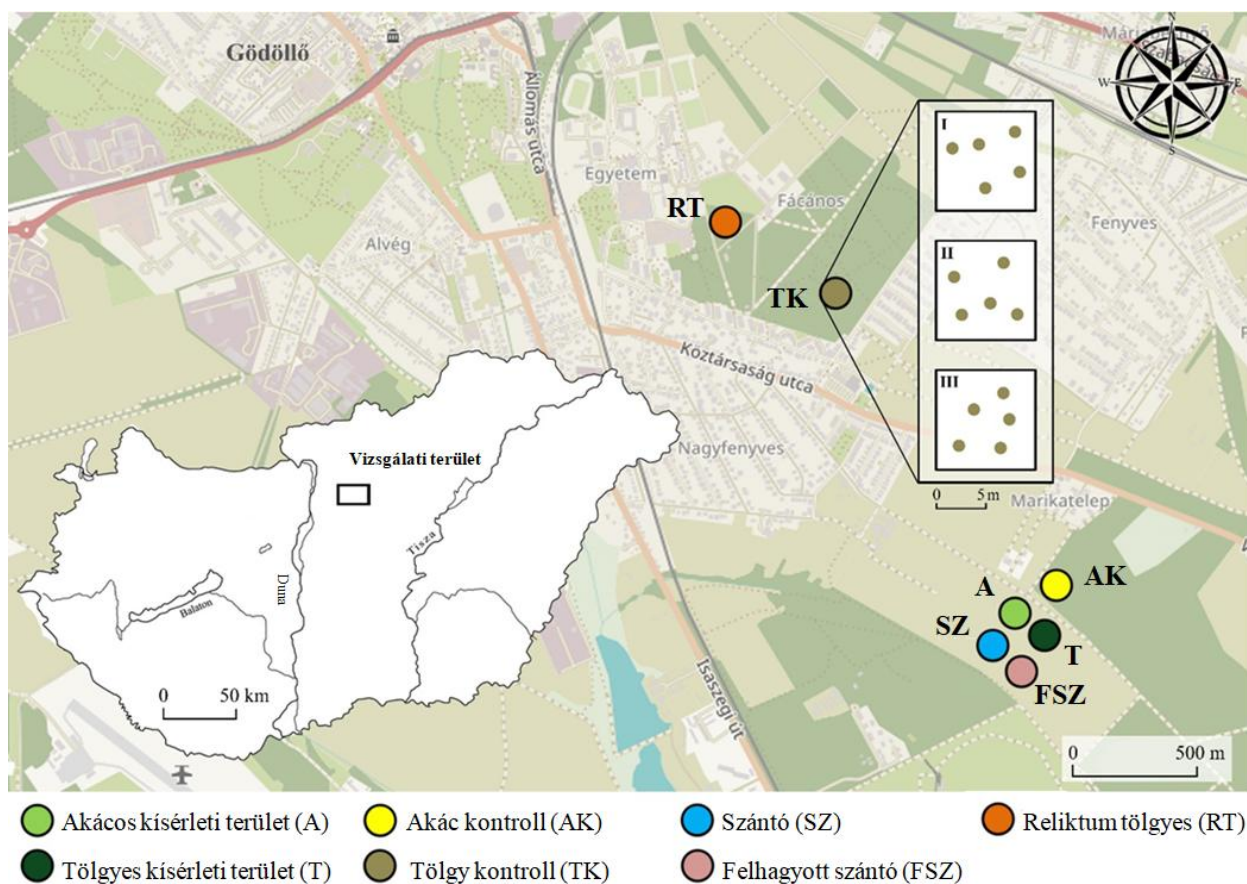 Gödöllő
Állomás utca
N
W
E
S
Egyetem
Fácános
Fenyves
Alvég
RT
TK
I
II
III
0 5 m
Koztársaság utca
Nagyfenyves
Marikatelep
Vizsgálati terület
Tisza
Duna
Balaton
0 50 km
Isaszegi út
A
AK
SZ
T
FSZ
0 500 m
Akácos kísérleti terület (A)
Akác kontroll (AK)
Szántó (SZ)
Reliktum tölgyes (RT)
Tölgyes kísérleti terület (T)
Tölgy kontroll (TK)
Felhagyott szántó (FSZ)